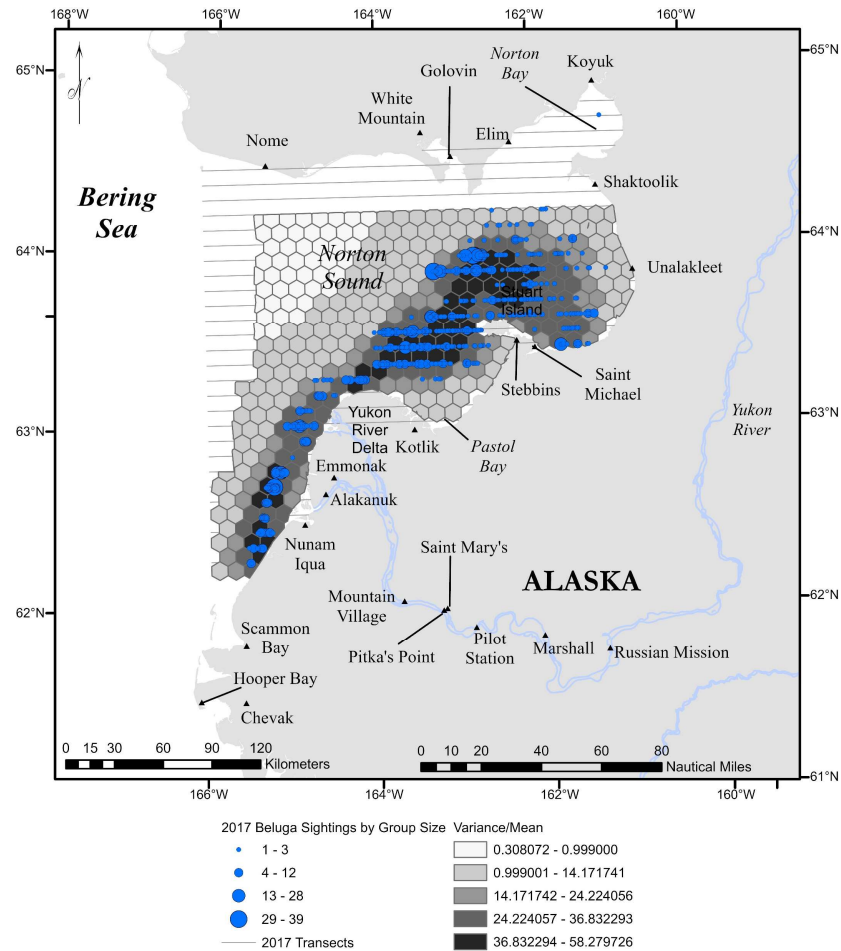 168°W 166°W 164°W 162°W 160°W
65°N
65°N
64°N
64°N
63°N
63°N
62°N
62°N
61°N
N
Bering
Sea
Nome
White
Mountain
Golovin
Elim
Norton
Bay
Koyuk
Shaktoolik
Norton
Sound
Unalakleet
Stuart
Island
Stebbins
Saint
Michael
Yukon
River
Delta
Kotlik
Pastol
Bay
Yukon
River
Emmonak
Alakanuk
Nunam
Iqua
Saint Mary's
ALASKA
Mountain
Village
Pitka's Point
Pilot
Station
Marshall
Russian Mission
Scammon
Bay
Hooper Bay
Chevak
0 15 30 60 90 120
Kilometers
0 10 20 40 60 80
Nautical Miles
166°W 164°W 162°W 160°W
2017 Beluga Sightings by Group Size
1 - 3
4 - 12
13 - 28
29 - 39
2017 Transects
Variance/Mean
0.308072 - 0.999000
0.999001 - 14.171741
14.171742 - 24.224056
24.224057 - 36.832293
36.832294 - 58.279726